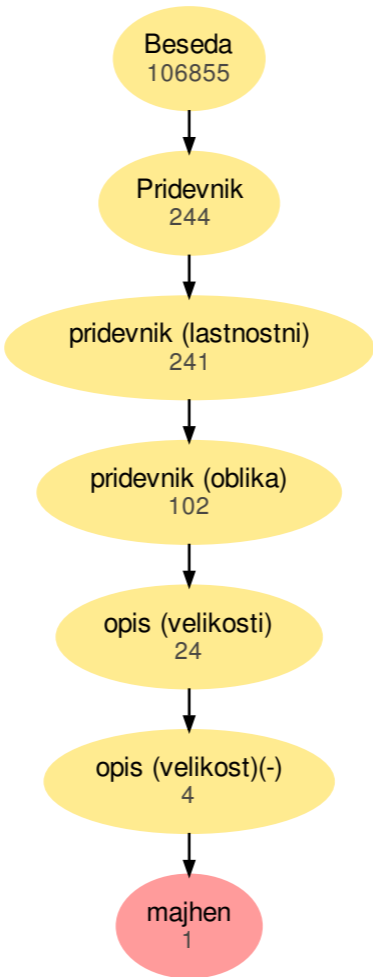 Beseda
106855
Pridevnik
244
pridevnik (lastnostni)
241
pridevnik (oblika)
102
opis (velikosti)
24
opis (velikost)(-)
4
majhen
1